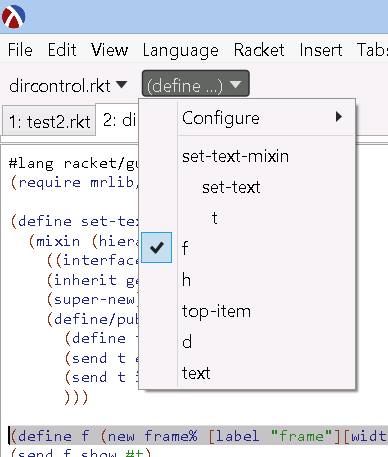 File Edit View Language Racket Insert Tabs
dircontrol.rkt (define ...)
1: test2.rkt 2: di
Configure
set-text-mixin
set-text
t
f
h
top-item
d
text
#lang racket/gu
(require mrlib/
(define set-tex
(mixin (hiera
((interface
(inherit ge
(super-new
(define/pub
(define t
(send t e
(send t i
)))
(define f (new frame% [label "frame"][widt
(send f show #t)